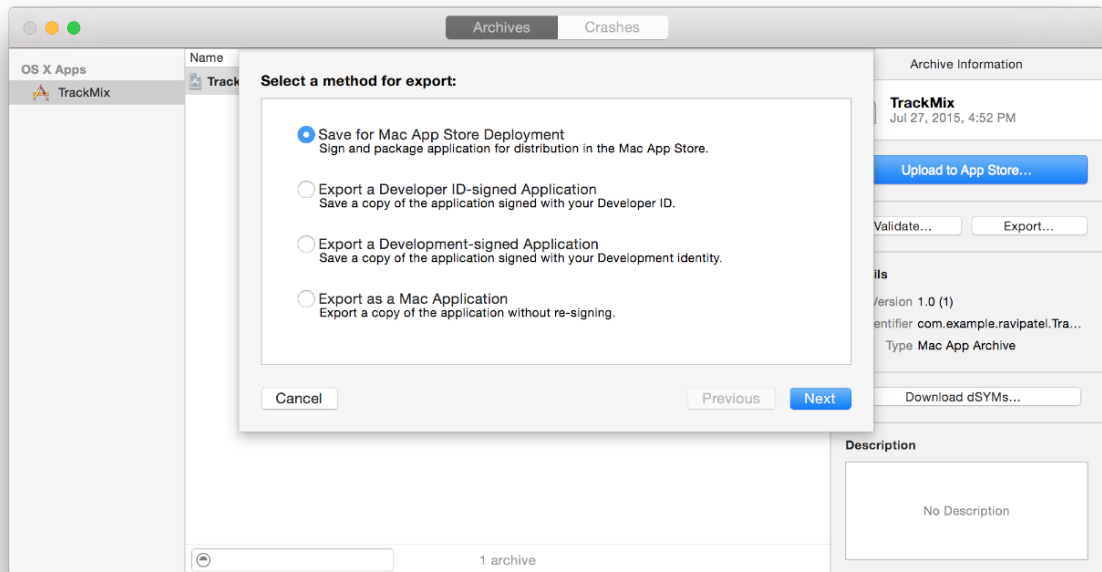 Archives
Crashes
OS X Apps
TrackMix
Name
Track
Select a method for export:
Save for Mac App Store Deployment
Sign and package application for distribution in the Mac App Store.
Export a Developer ID-signed Application
Save a copy of the application signed with your Developer ID.
Export a Development-signed Application
Save a copy of the application signed with your Development identity.
Export as a Mac Application
Export a copy of the application without re-signing.
Cancel
Previous
Next
1 archive
Archive Information
TrackMix
Jul 27, 2015, 4:52 PM
Upload to App Store...
Validate...
Export...
ils
Version 1.0 (1)
entifier com.example.ravipatel.Tra...
Type Mac App Archive
Download dSYMs...
Description
No Description